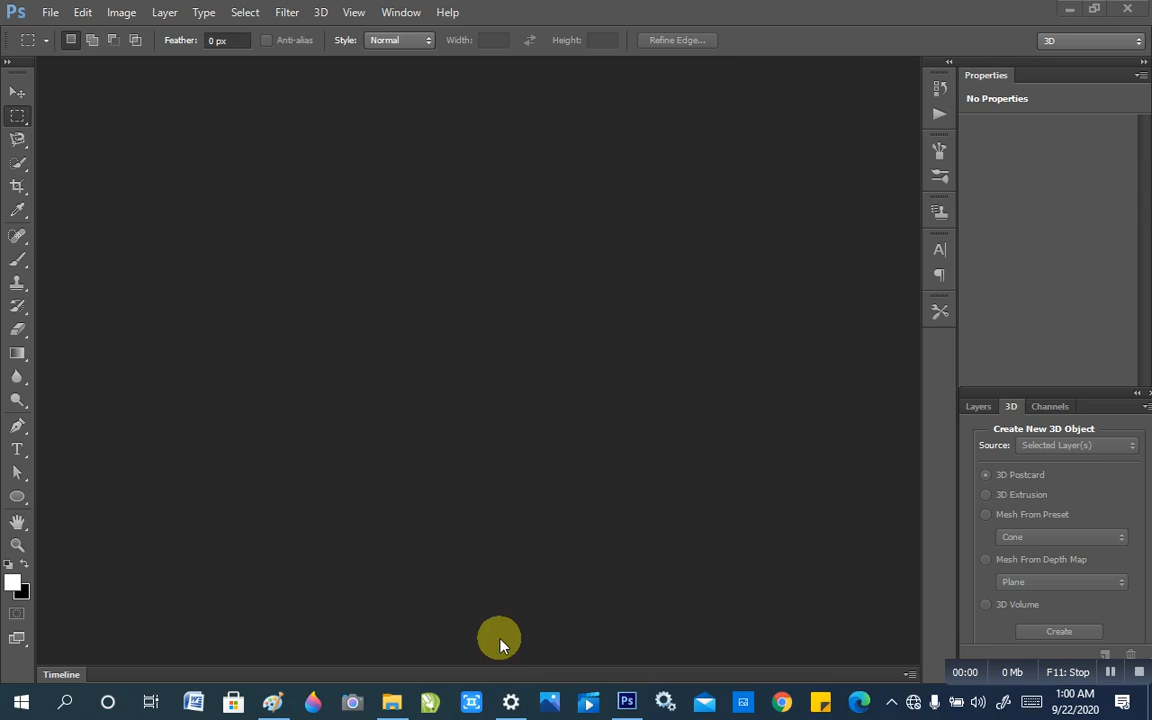 Ps File Edit Image Layer Type Select Filter 3D View Window Help
Feather: 0 px Anti-alias Style: Normal Width: Height: Refine Edge... 3D
Properties
No Properties
Layers 3D Channels
Create New 3D Object
Source: Selected Layer(s)
3D Postcard
3D Extrusion
Mesh From Preset
Cone
Mesh From Depth Map
Plane
3D Volume
Create
Timeline
00:00 0 Mb F11: Stop
1:00 AM
9/22/2020